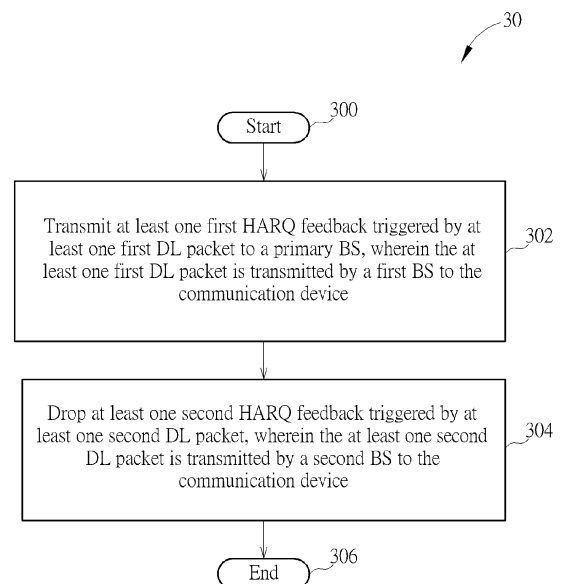 30
Start
300
Transmit at least one first HARQ feedback triggered by at
least one first DL packet to a primary BS, wherein the at
least one first DL packet is transmitted by a first BS to the
communication device
302
Drop at least one second HARQ feedback triggered by at
least one second DL packet, wherein the at least one second
DL packet is transmitted by a second BS to the
communication device
304
End
306